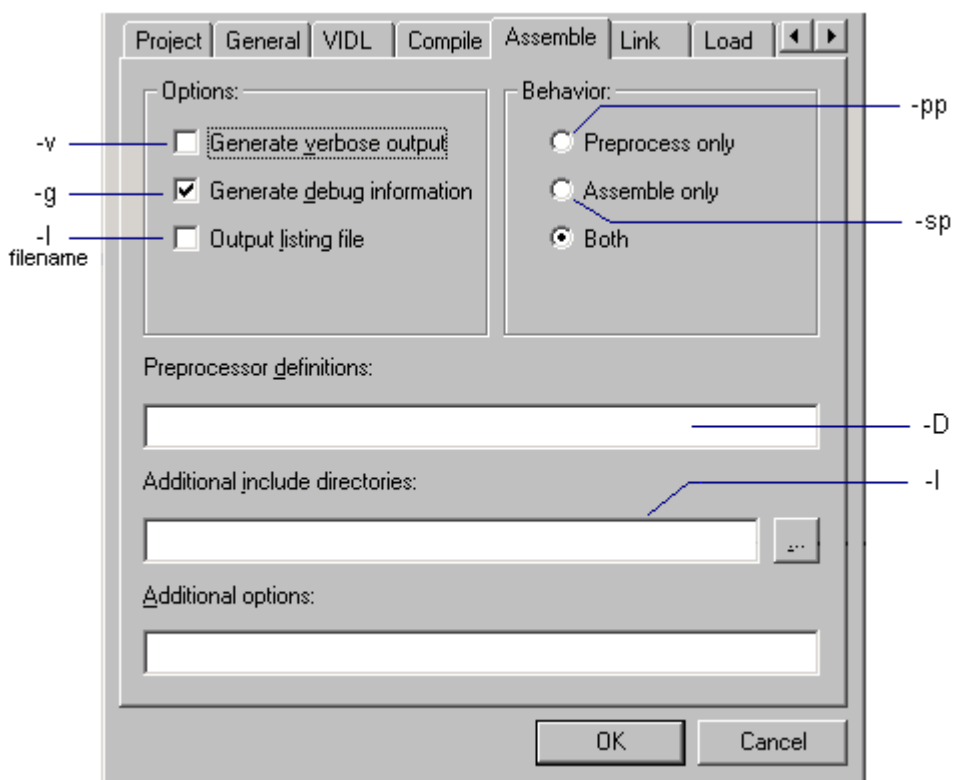 Project General VIDL Compile Assemble Link Load
Options: Behavior:
-pp
-v Generate verbose output Preprocess only
-g Generate debug information Assemble only
-sp
-l Output listing file Both
filename
Preprocessor definitions:
-D
Additional include directories: -I
...
Additional options:
OK Cancel